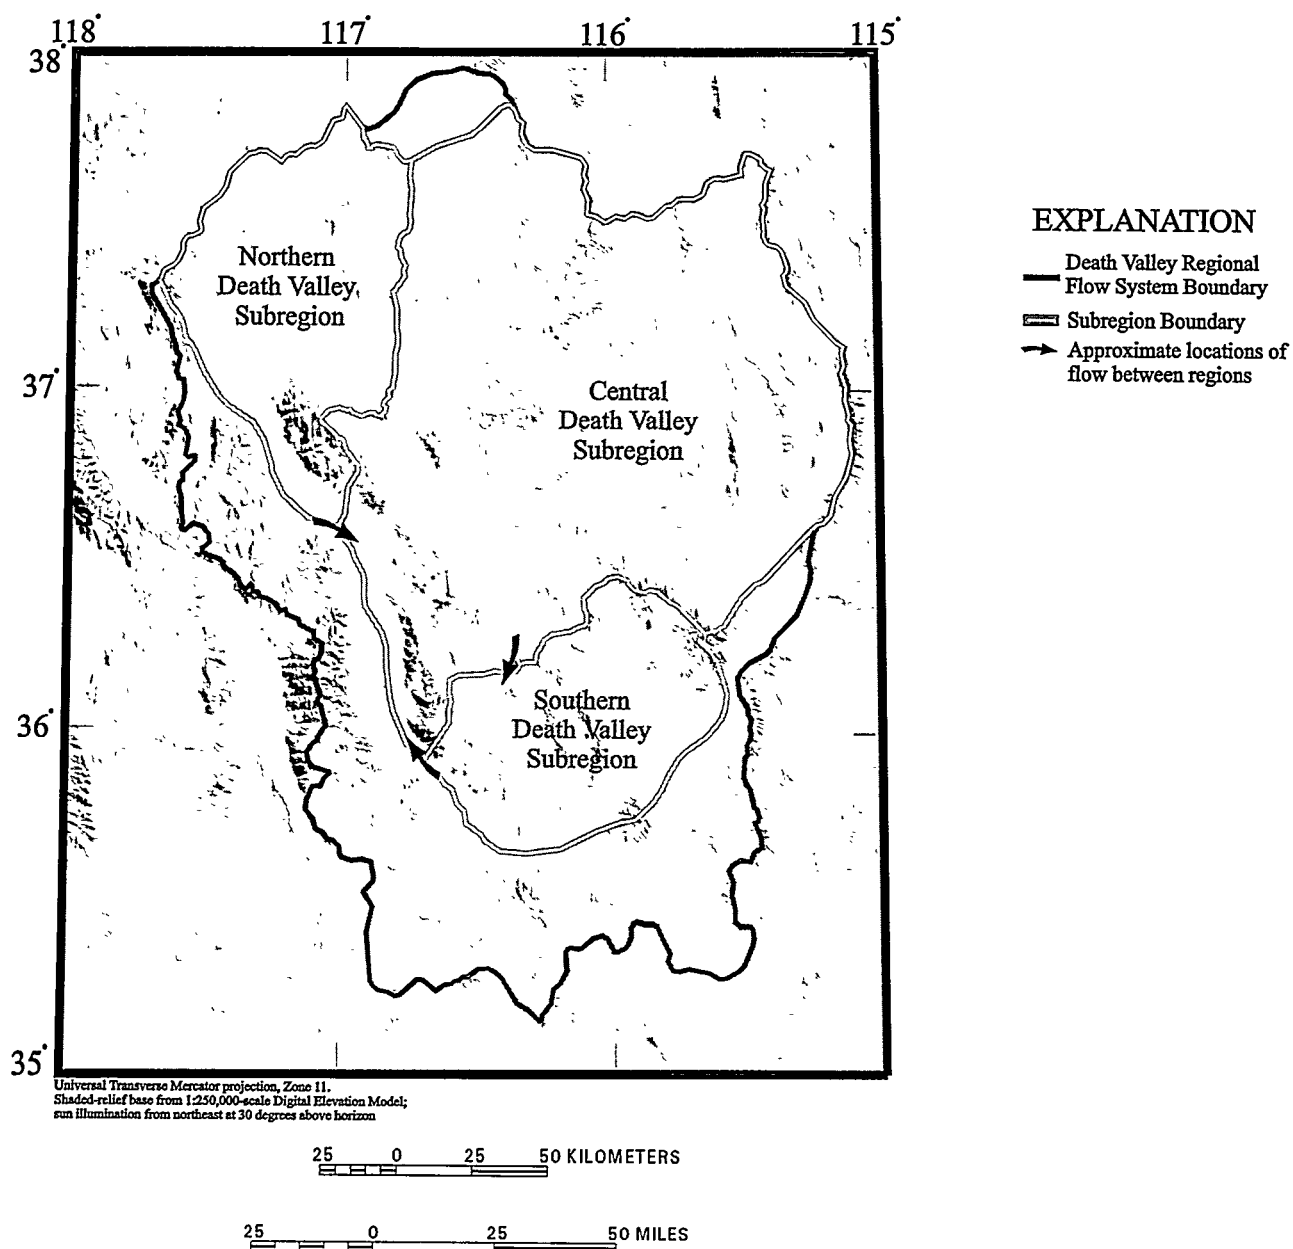 118° 117° 116° 115°
38°
37°
36°
35°
Northern
Death Valley
Subregion
Central
Death Valley
Subregion
Southern
Death Valley
Subregion
EXPLANATION
Death Valley Regional
Flow System Boundary
Subregion Boundary
Approximate locations of
flow between regions
Universal Transverse Mercator projection, Zone 11.
Shaded-relief base from 1:250,000-scale Digital Elevation Model;
sun illumination from northeast at 30 degrees above horizon
25 0 25 50 KILOMETERS
25 0 25 50 MILES